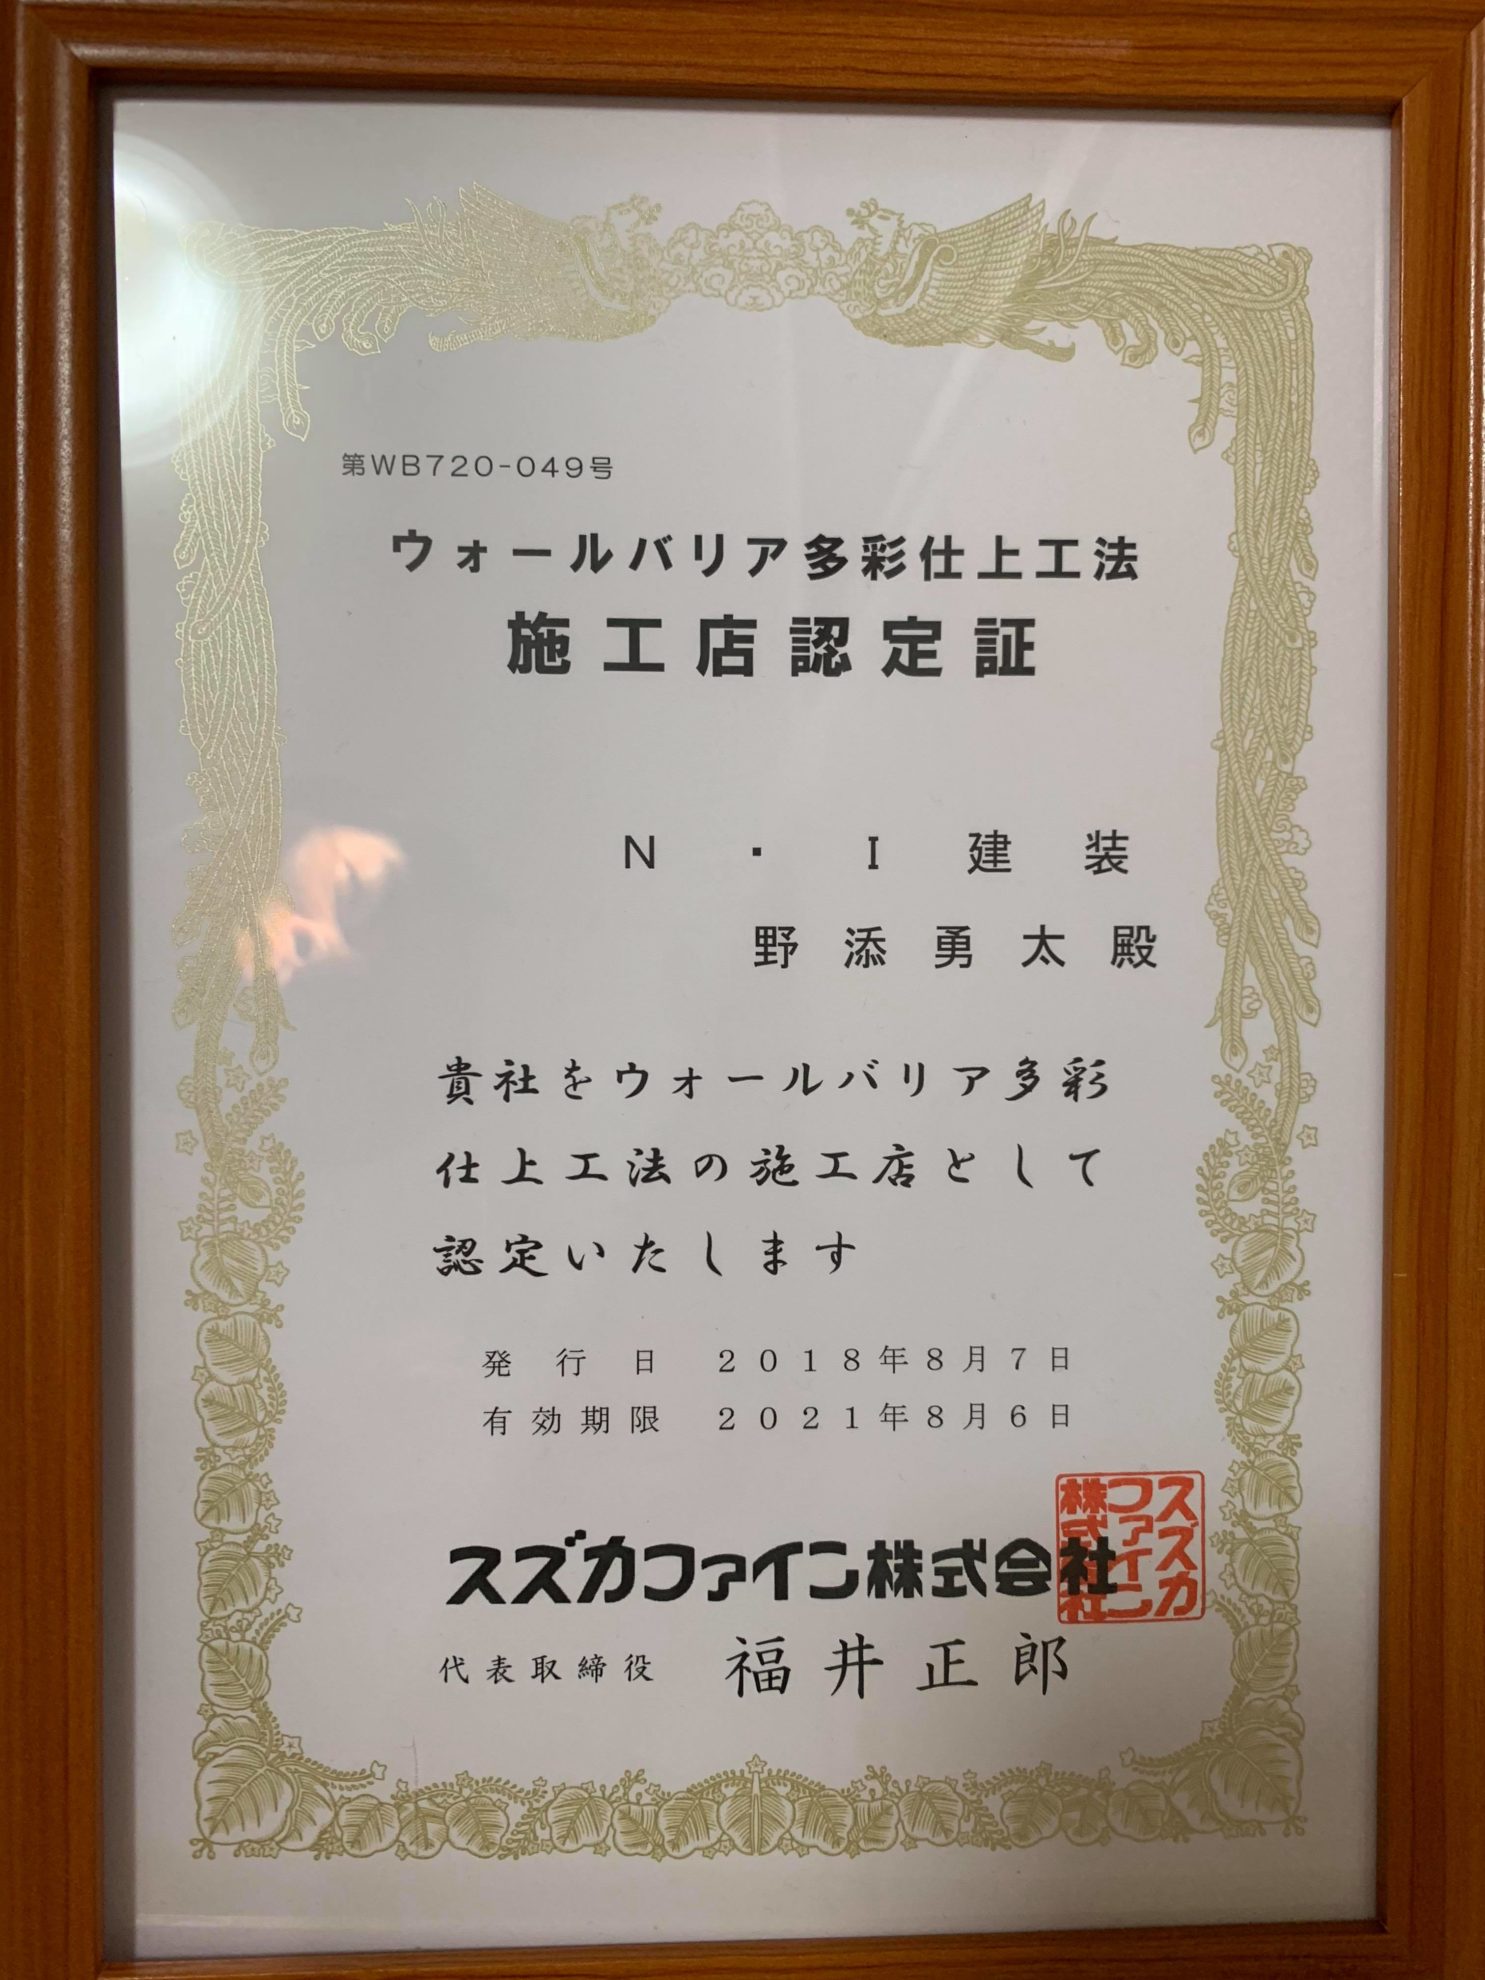 第WB720-049号
ウォールバリア多彩仕上工法
施工店認定証
N・I建装
野添勇太殿
貴社をウォールバリア多彩
仕上工法の施工店として
認定いたします
発行日 2018年8月7日
有効期限 2021年8月6日
スズカファイン株式会社
スズカ
ファイン
株式会社
代表取締役 福井正郎